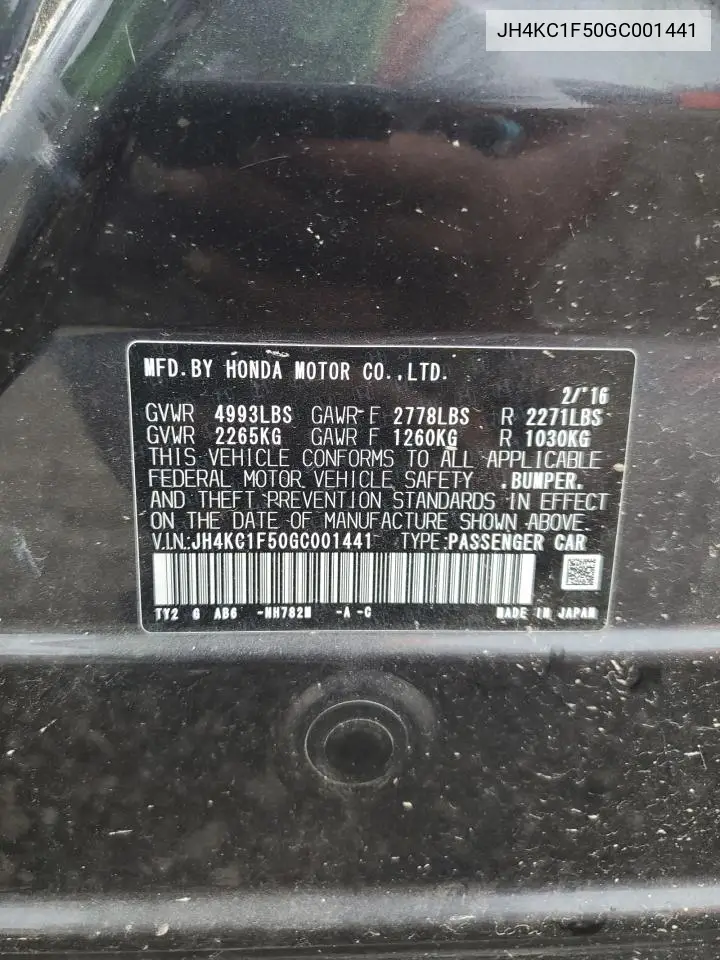 JH4KC1F50GC001441
MFD.BY HONDA MOTOR CO.,LTD.
2/'16
GVWR 4993LBS GAWR F 2778LBS R 2271LBS
GVWR 2265KG GAWR F 1260KG R 1030KG
THIS VEHICLE CONFORMS TO ALL APPLICABLE
FEDERAL MOTOR VEHICLE SAFETY .BUMPER.
AND THEFT PREVENTION STANDARDS IN EFFECT
ON THE DATE OF MANUFACTURE SHOWN ABOVE.
V.I.N.:JH4KC1F50GC001441 TYPE:PASSENGER CAR
TY2 G AB6 -NH782M -A -C MADE IN JAPAN